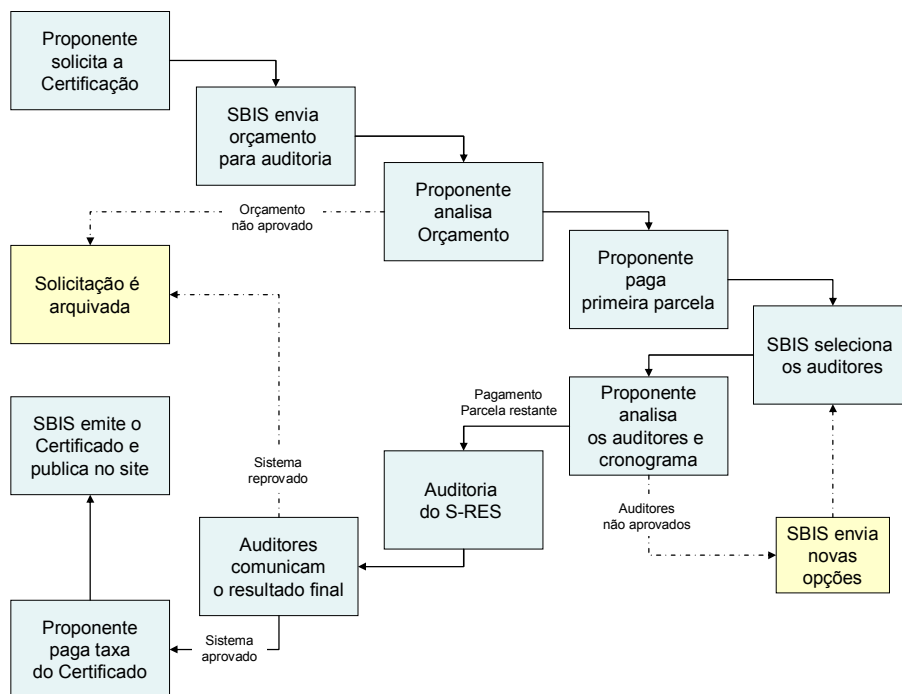 Proponente
solicita a
Certificação
SBIS envia
orçamento
para auditoria
Proponente
analisa
Orçamento
Orçamento
não aprovado
Solicitação é
arquivada
Proponente
paga
primeira parcela
SBIS seleciona
os auditores
Proponente
analisa
os auditores e
cronograma
Pagamento
Parcela restante
Auditores
não aprovados
SBIS envia
novas
opções
Auditoria
do S-RES
Auditores
comunicam
o resultado final
Sistema
reprovado
Sistema
aprovado
Proponente
paga taxa
do Certificado
SBIS emite o
Certificado e
publica no site